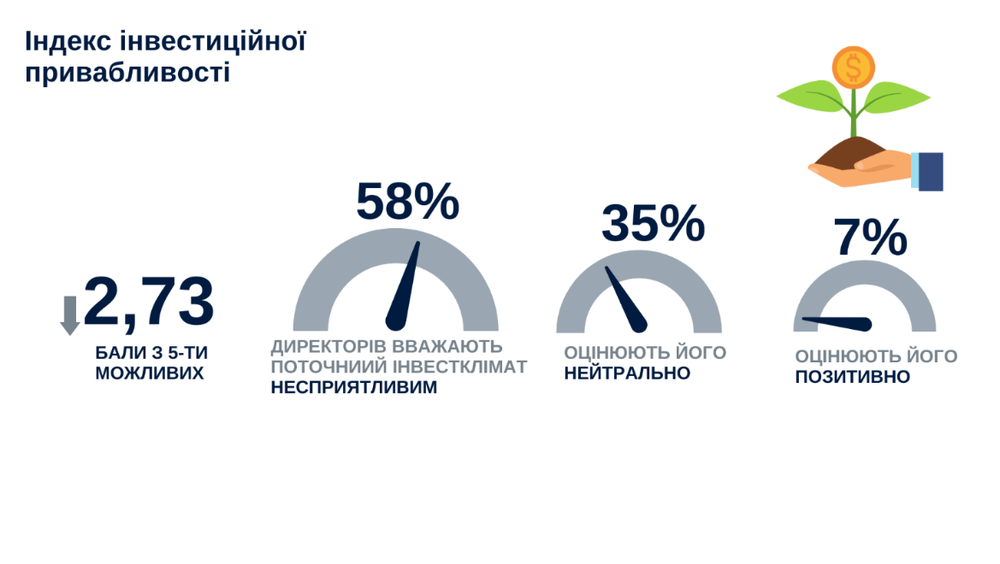 Індекс інвестиційної
привабливості
$
58%
35%
7%
2,73
БАЛИ З 5-ТИ
МОЖЛИВИХ
ДИРЕКТОРІВ ВВАЖАЮТЬ
ПОТОЧНИИЙ ІНВЕСТКЛІМАТ
НЕСПРИЯТЛИВИМ
ОЦІНЮЮТЬ ЙОГО
НЕЙТРАЛЬНО
ОЦІНЮЮТЬ ЙОГО
ПОЗИТИВНО